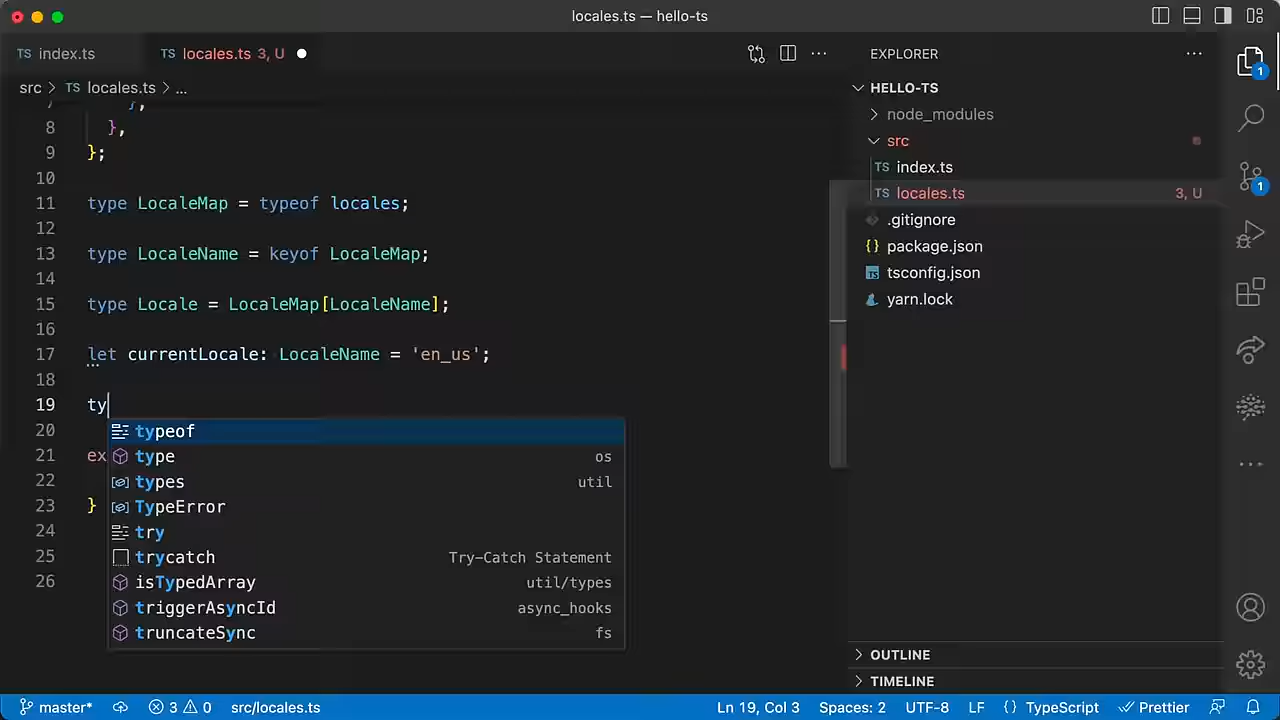 locales.ts — hello-ts
TS index.ts
TS locales.ts 3, U
EXPLORER
src > TS locales.ts > ...
HELLO-TS
node_modules
src
TS index.ts
TS locales.ts 3, U
.gitignore
{} package.json
TS tsconfig.json
yarn.lock
7 },
8 },
9 };
10
11 type LocaleMap = typeof locales;
12
13 type LocaleName = keyof LocaleMap;
14
15 type Locale = LocaleMap[LocaleName];
16
17 let currentLocale: LocaleName = 'en_us';
18
19 ty
20
21 ex
22
23 }
24
25
26
typeof
type os
types util
TypeError
try
trycatch Try-Catch Statement
isTypedArray util/types
triggerAsyncId async_hooks
truncateSync fs
1
1
OUTLINE
TIMELINE
master* 3 0 src/locales.ts Ln 19, Col 3 Spaces: 2 UTF-8 LF {} TypeScript Prettier